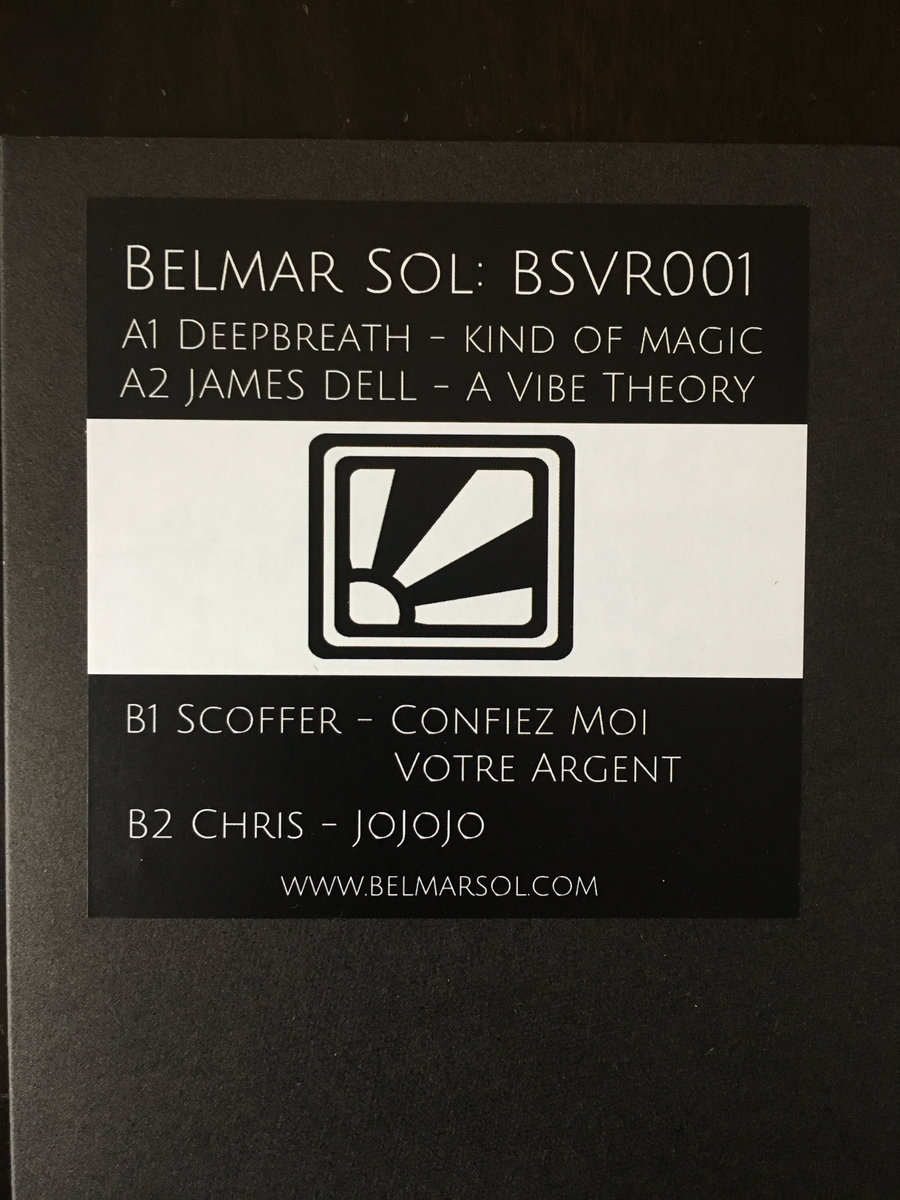 Belmar Sol: BSVR001
A1 Deepbreath - kind of magic
A2 James Dell - A Vibe Theory
B1 Scoffer - Confiez Moi
Votre Argent
B2 Chris - JoJoJo
www.belmarsol.com